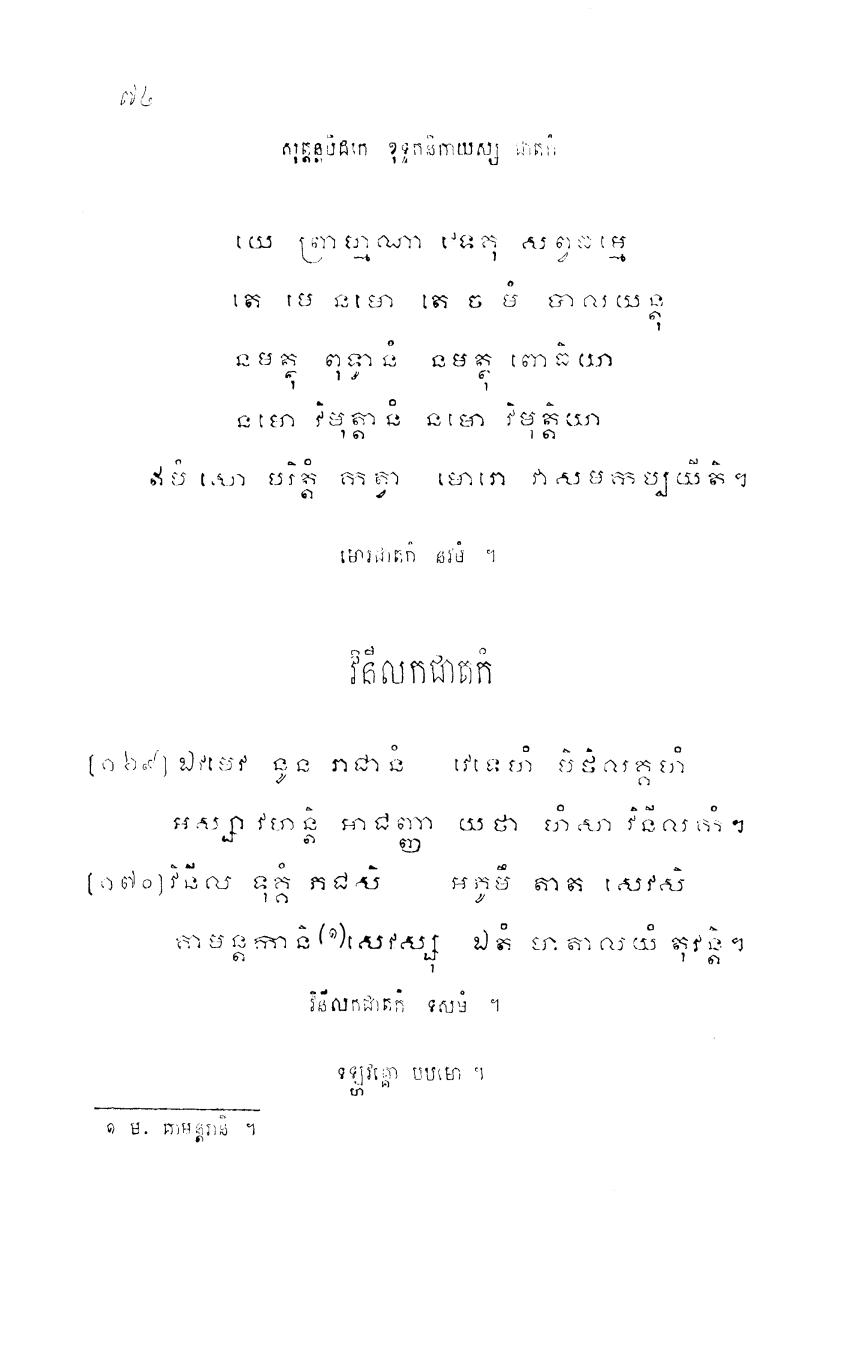 ៧៤
សុត្តន្តបិដកេ ខុទ្ទកនិកាយស្ស ជាតកំ
យេ ព្រាហ្មណា វេទគុ សព្វធម្មេ
តេ មេ នមោ តេ ច មំ បាលយន្តុ
នមត្ថុ ពុទ្ធានំ នមត្ថុ ពោធិយា
នមោ វិមុត្តានំ នមោ វិមុត្តិយា
ឥមំ សោ បរិត្តំ កត្វា មោរោ វាសមកប្បយីតិ។
មោរជាតកំ នវមំ ។
វិនីលកជាតកំ
[១៦៩] ឯវមេវ នូន រាជានំ វេទេហំ មិថិលគ្គហំ
អស្សា វហន្តិ អាជញ្ញា យថា ហំសា វិនីលកំ។
[១៧០] វិនីល ទុគ្គំ ភជសិ អភូមឹ តាត សេវសិ
គាមន្តកានិ(១)សេវស្សុ ឯតំ មាតាលយំ តុវន្តិ។
វិនីលកជាតកំ ទសមំ ។
ទឡ្ហវគ្គោ បឋមោ ។
១ ម. គាមន្តរានិ ។